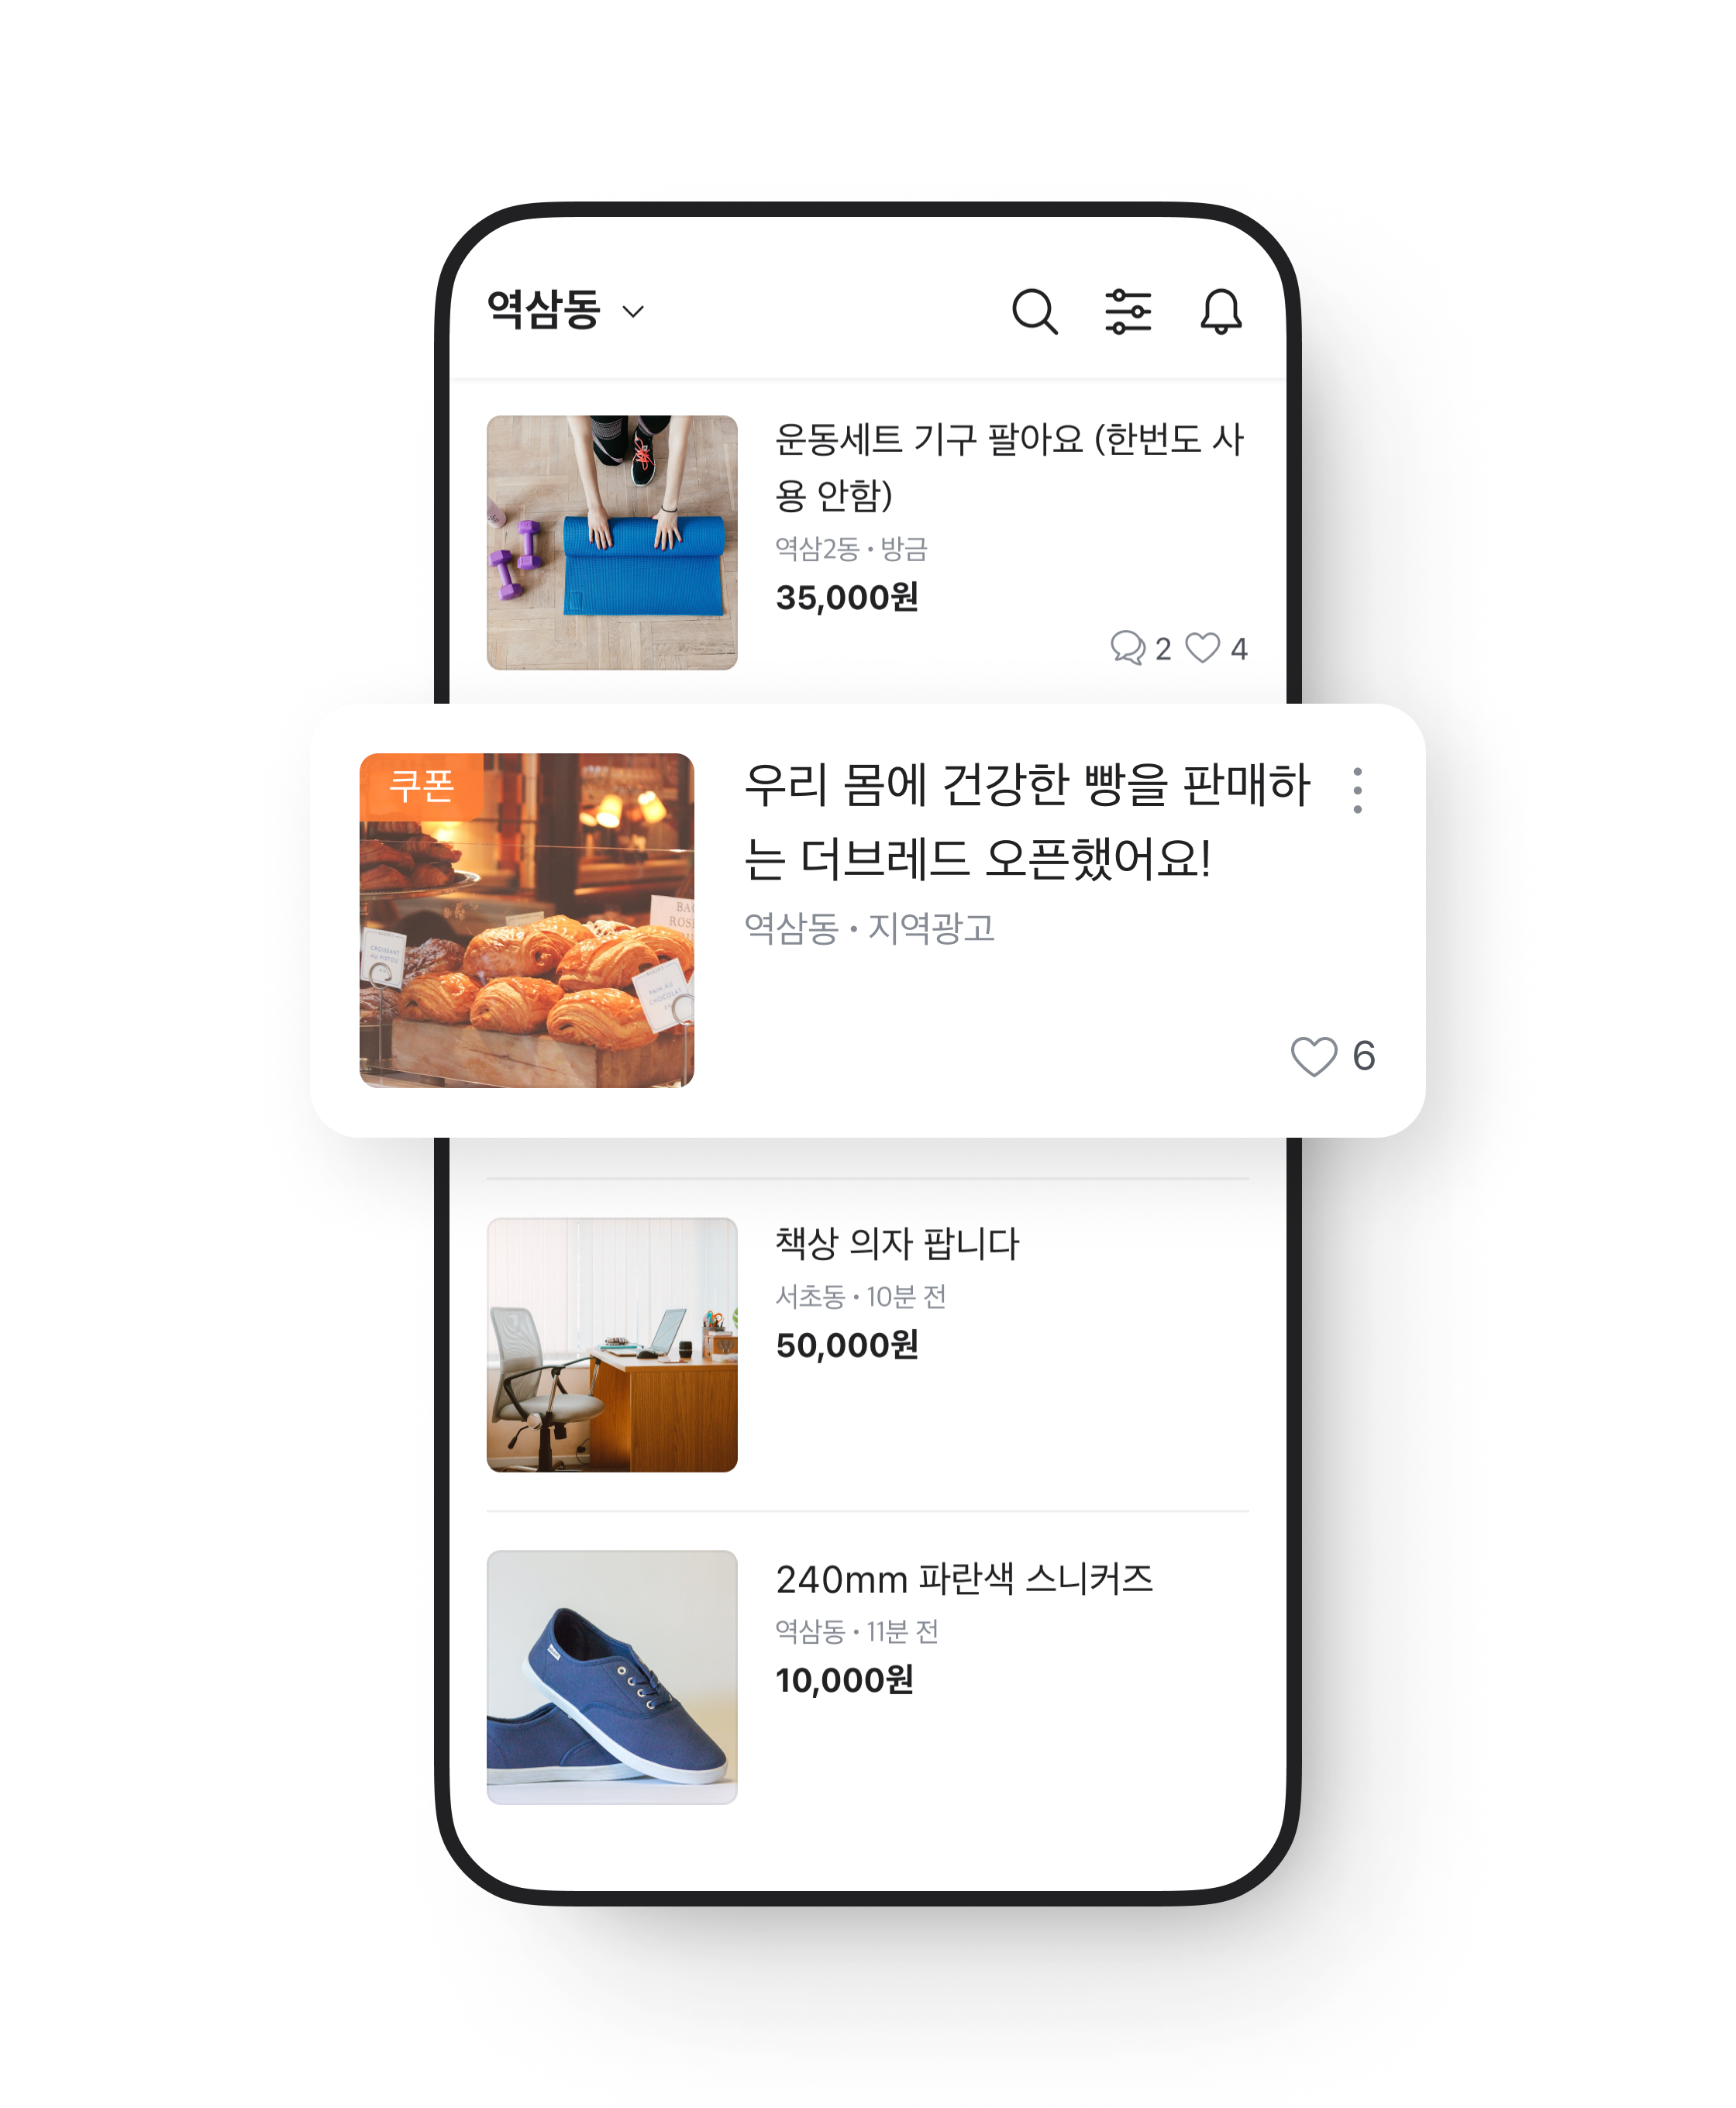 역삼동
운동세트 기구 팔아요 (한번도 사
용 안함)
역삼2동 • 방금
35,000원
2 4
쿠폰
우리 몸에 건강한 빵을 판매하
는 더브레드 오픈했어요!
역삼동 • 지역광고
CROISSANT
PAIN AU
CHOCOLAT
6
책상 의자 팝니다
서초동 • 10분 전
50,000원
240mm 파란색 스니커즈
역삼동 • 11분 전
10,000원